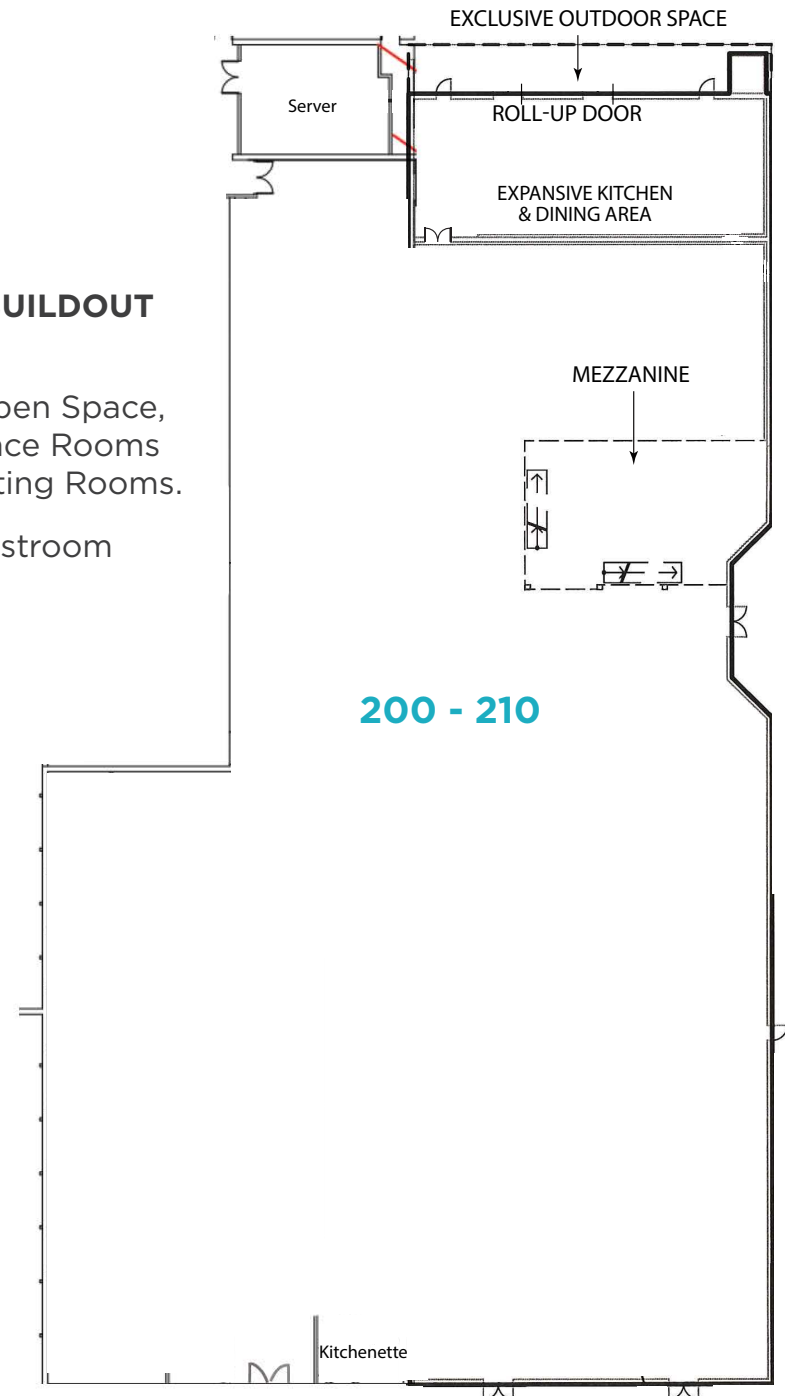 EXCLUSIVE OUTDOOR SPACE
Server
ROLL-UP DOOR
EXPANSIVE KITCHEN
& DINING AREA
UILDOUT
MEZZANINE
pen Space,
nce Rooms
ting Rooms.
stroom
200 - 210
Kitchenette